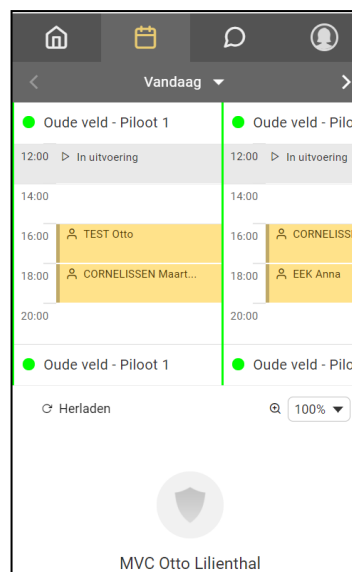 Vandaag
Oude veld - Piloot 1
Oude veld - Pilo
12:00 In uitvoering
12:00 In uitvoering
14:00
14:00
16:00 TEST Otto
16:00 CORNELISS
18:00 CORNELISSEN Maart...
18:00 EEK Anna
20:00
20:00
Oude veld - Piloot 1
Oude veld - Pilo
Herladen
100%
MVC Otto Lilienthal